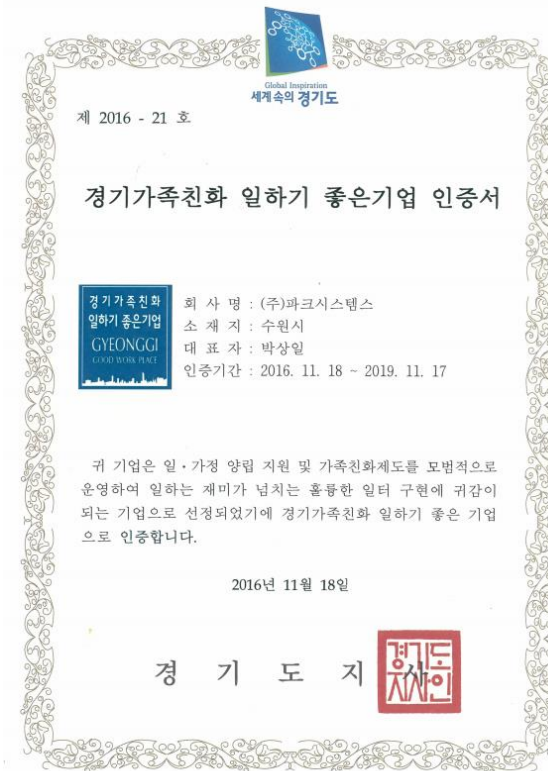 Global Inspiration
세계속의 경기도
제 2016 - 21 호
경기가족친화 일하기 좋은기업 인증서
경기가족친화
일하기 좋은기업
GYEONGGI
GOOD WORK PLACE
회 사 명 : (주)파크시스템스
소 재 지 : 수원시
대 표 자 : 박상일
인증기간 : 2016. 11. 18 ~ 2019. 11. 17
귀 기업은 일·가정 양립 지원 및 가족친화제도를 모범적으로
운영하여 일하는 재미가 넘치는 훌륭한 일터 구현에 귀감이
되는 기업으로 선정되었기에 경기가족친화 일하기 좋은 기업
으로 인증합니다.
2016년 11월 18일
경 기 도 지 사
경기도
지사인